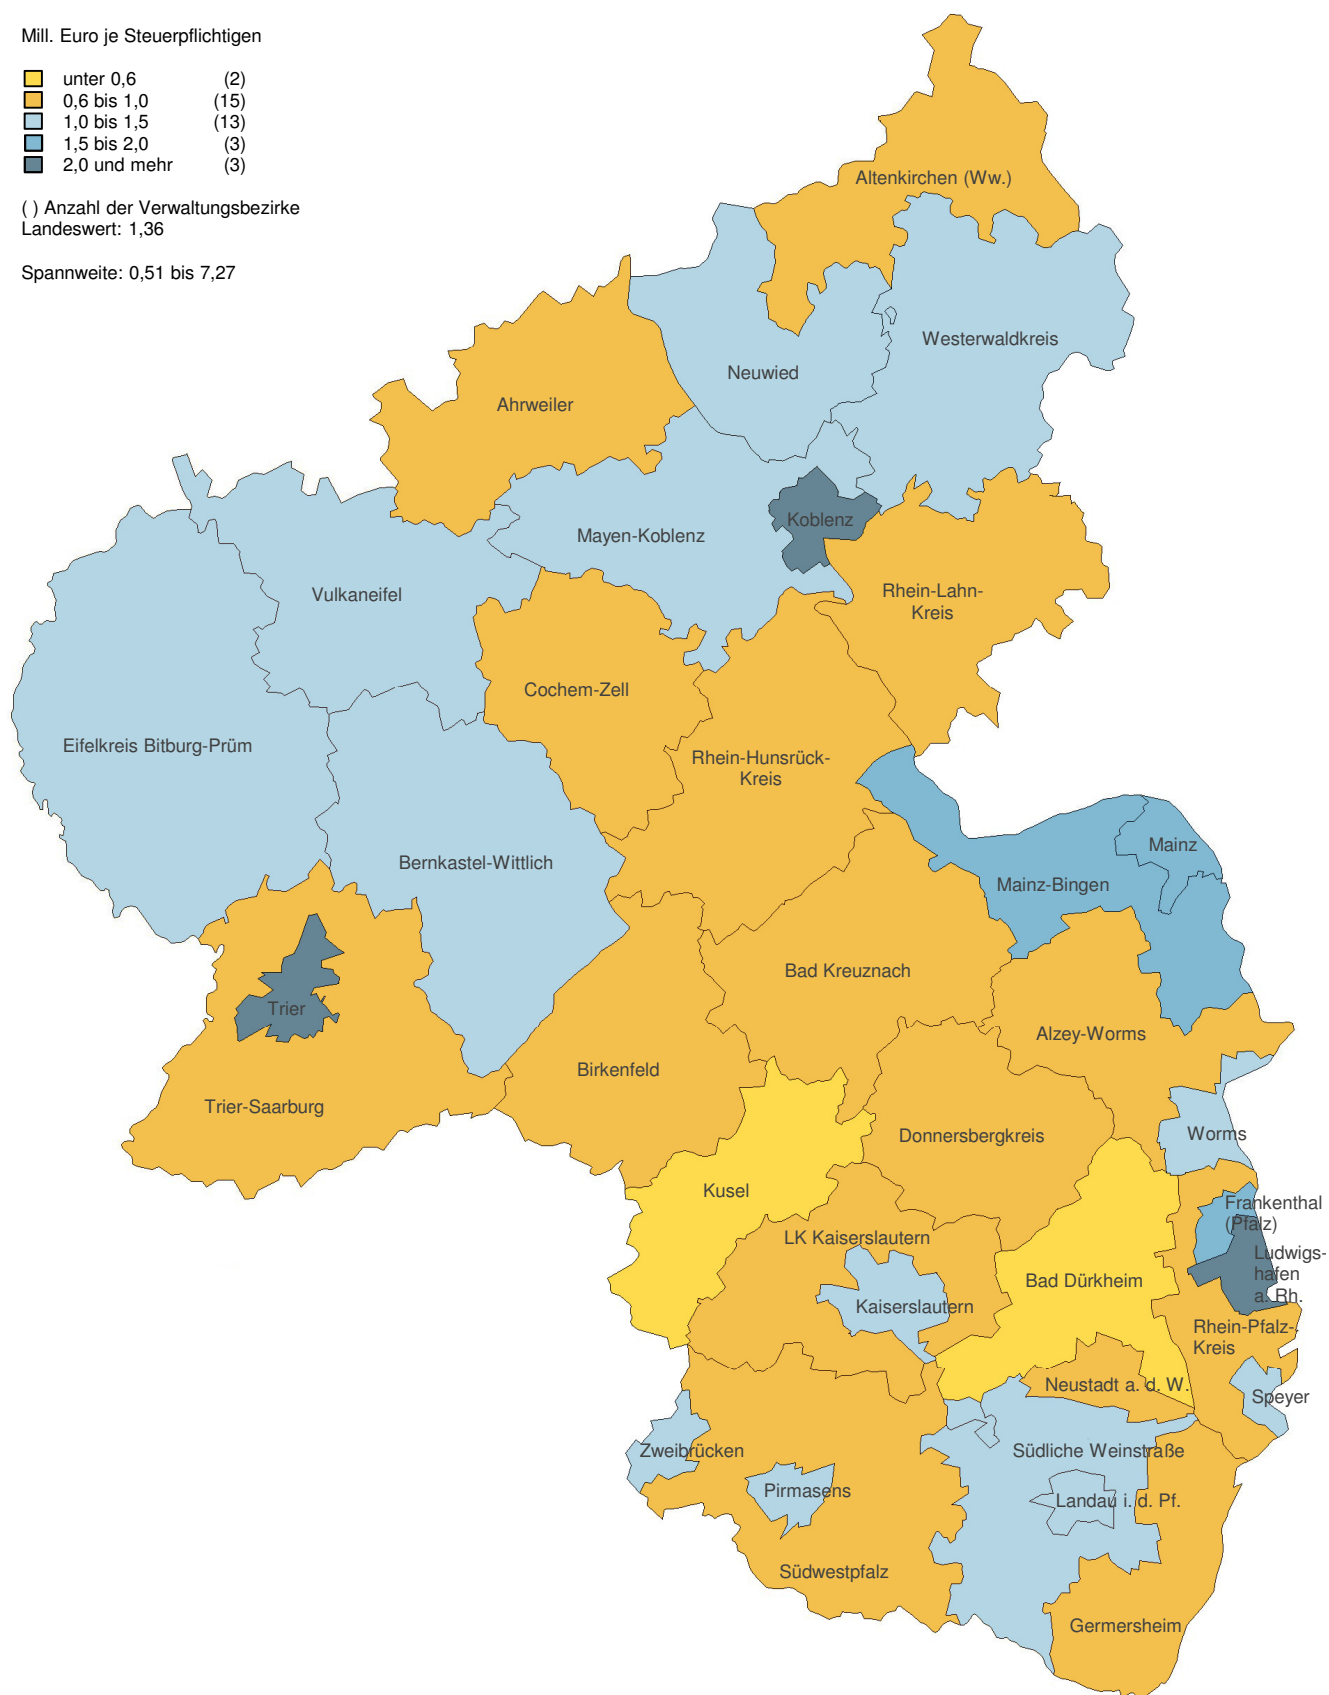 Mill. Euro je Steuerpflichtigen
unter 0,6 (2)
0,6 bis 1,0 (15)
1,0 bis 1,5 (13)
1,5 bis 2,0 (3)
2,0 und mehr (3)
( ) Anzahl der Verwaltungsbezirke
Landeswert: 1,36
Spannweite: 0,51 bis 7,27
Altenkirchen (Ww.)
Westerwaldkreis
Neuwied
Ahrweiler
Koblenz
Mayen-Koblenz
Vulkaneifel
Rhein-Lahn-
Kreis
Cochem-Zell
Eifelkreis Bitburg-Prüm
Rhein-Hunsrück-
Kreis
Mainz
Bernkastel-Wittlich
Mainz-Bingen
Bad Kreuznach
Trier
Alzey-Worms
Birkenfeld
Trier-Saarburg
Worms
Donnersbergkreis
Kusel
Frankenthal
(Pfalz)
LK Kaiserslautern
Ludwigs-
hafen
a. Rh.
Bad Dürkheim
Kaiserslautern
Rhein-Pfalz-
Kreis
Neustadt a. d. W.
Speyer
Zweibrücken
Südliche Weinstraße
Pirmasens
Landau i. d. Pf.
Südwestpfalz
Germersheim